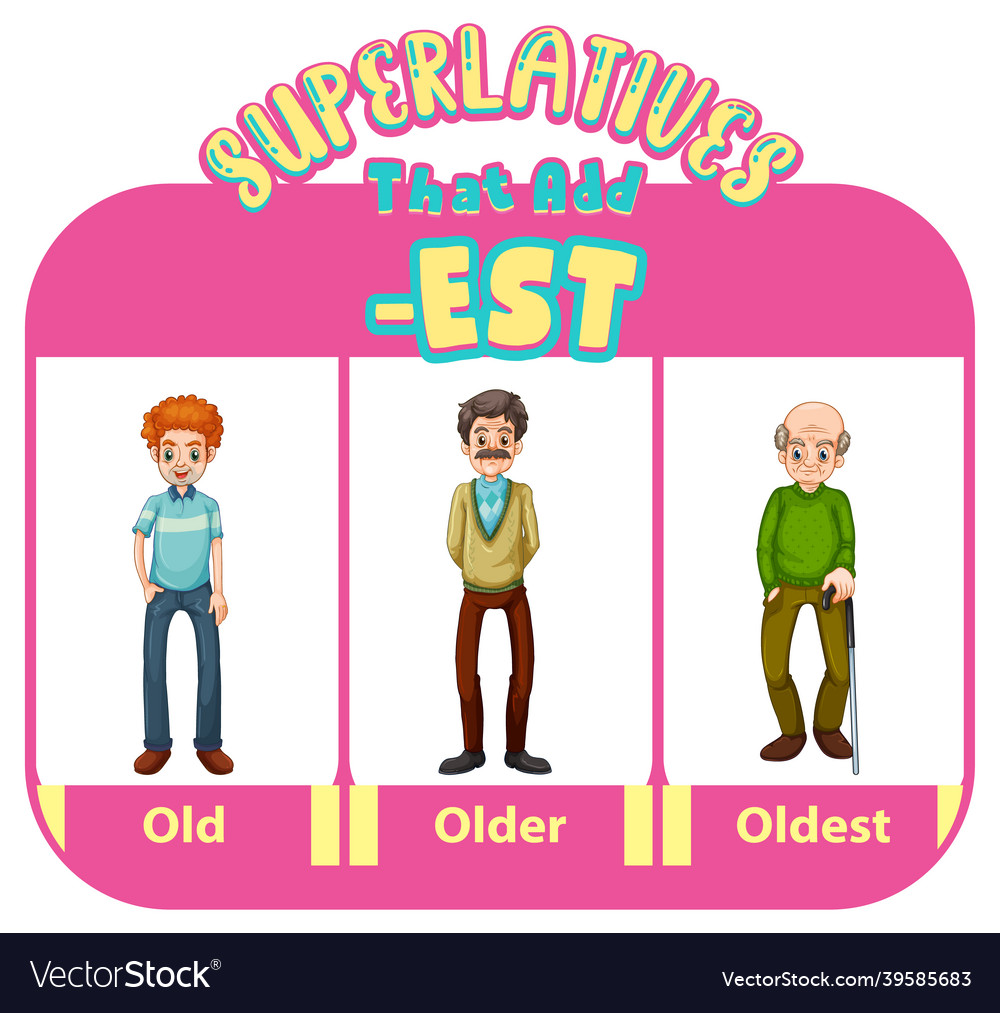 SUPERLATIVES
That Add
-EST
Old
Older
Oldest
VectorStock®
VectorStock.com/39585683